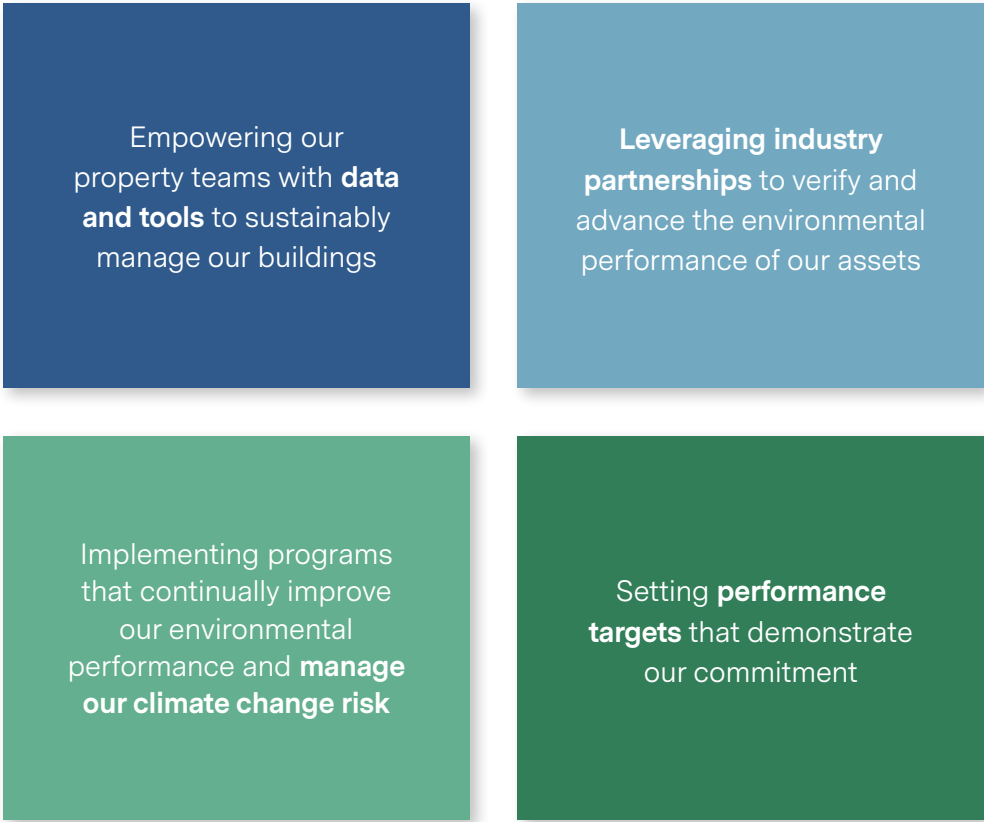 Empowering our
property teams with data
and tools to sustainably
manage our buildings
Leveraging industry
partnerships to verify and
advance the environmental
performance of our assets
Implementing programs
that continually improve
our environmental
performance and manage
our climate change risk
Setting performance
targets that demonstrate
our commitment